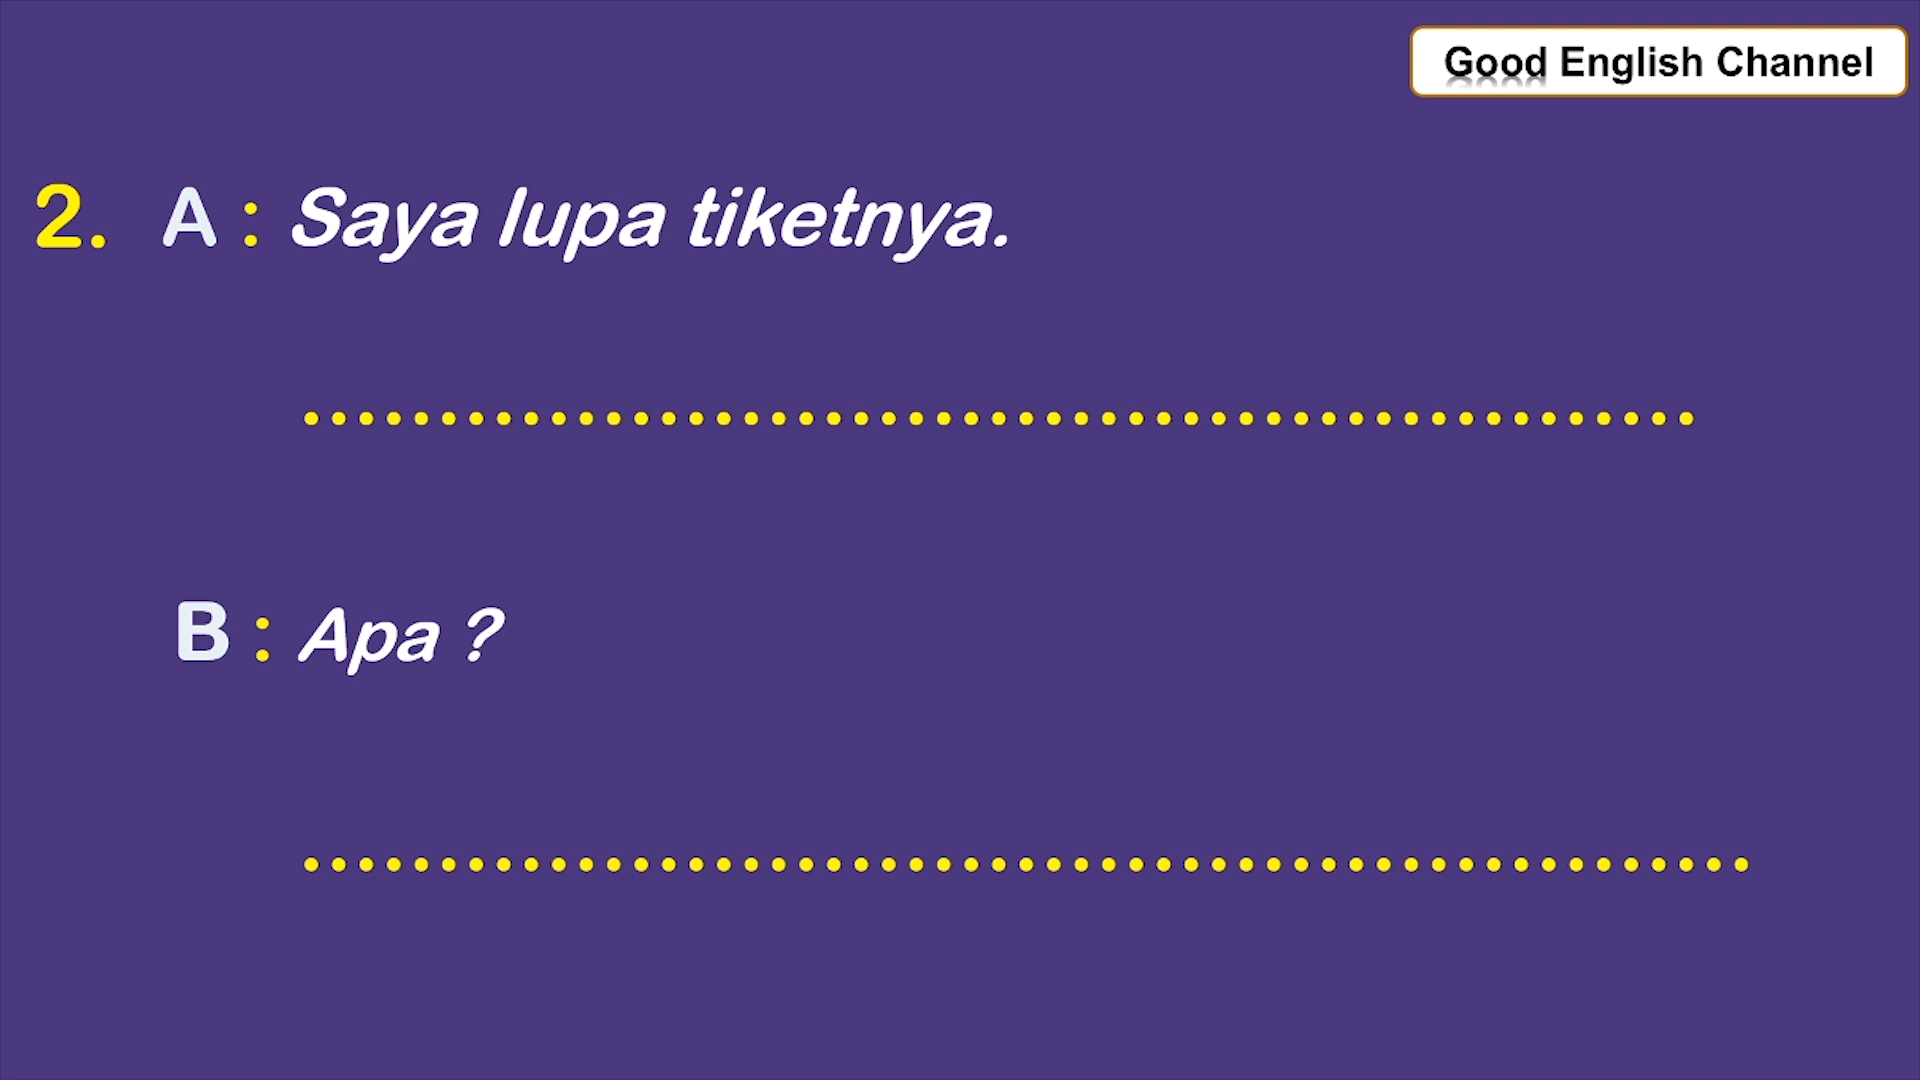 Good English Channel
2. A : Saya lupa tiketnya.
...................................................
B : Apa ?
.....................................................